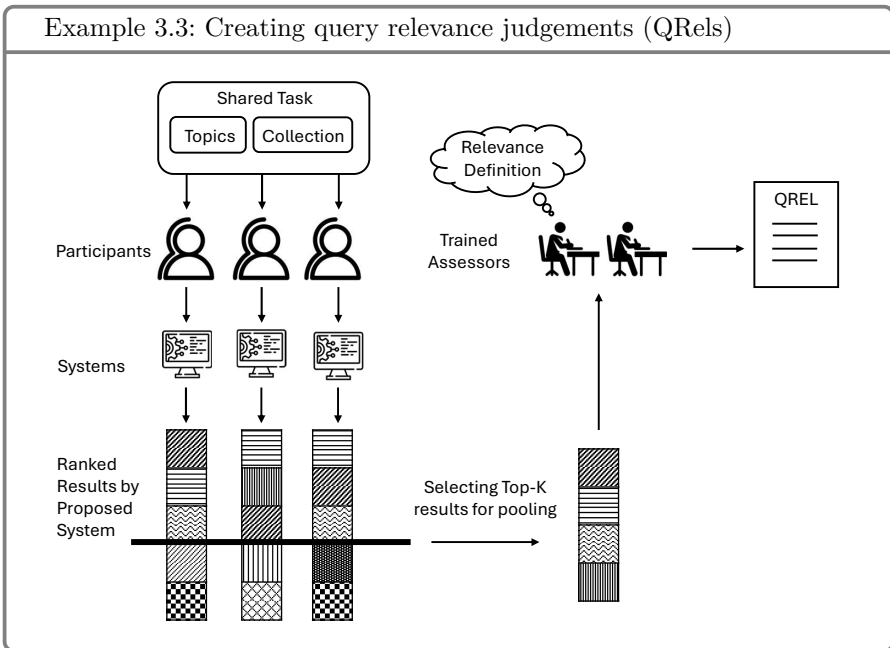 Example 3.3: Creating query relevance judgements (QRels)
Shared Task
Topics
Collection
Participants
Systems
Ranked
Results by
Proposed
System
Selecting Top-K
results for pooling
Relevance
Definition
Trained
Assessors
QREL